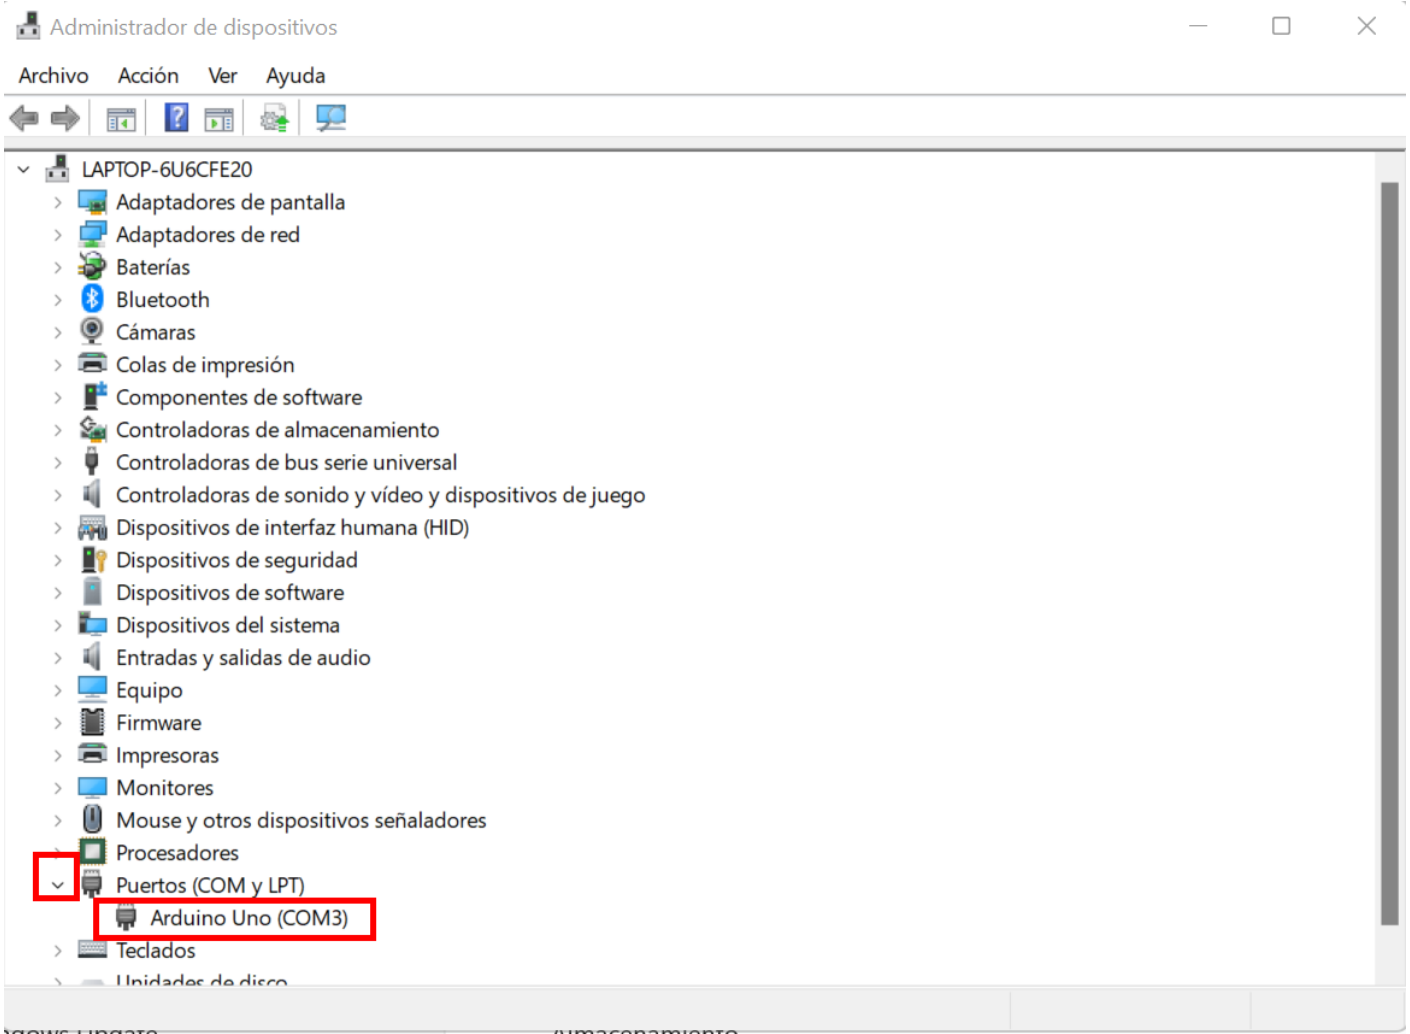 Administrador de dispositivos
Archivo Acción Ver Ayuda
LAPTOP-6U6CFE20
Adaptadores de pantalla
Adaptadores de red
Baterías
Bluetooth
Cámaras
Colas de impresión
Componentes de software
Controladoras de almacenamiento
Controladoras de bus serie universal
Controladoras de sonido y vídeo y dispositivos de juego
Dispositivos de interfaz humana (HID)
Dispositivos de seguridad
Dispositivos de software
Dispositivos del sistema
Entradas y salidas de audio
Equipo
Firmware
Impresoras
Monitores
Mouse y otros dispositivos señaladores
Procesadores
Puertos (COM y LPT)
Arduino Uno (COM3)
Teclados
Unidades de disco